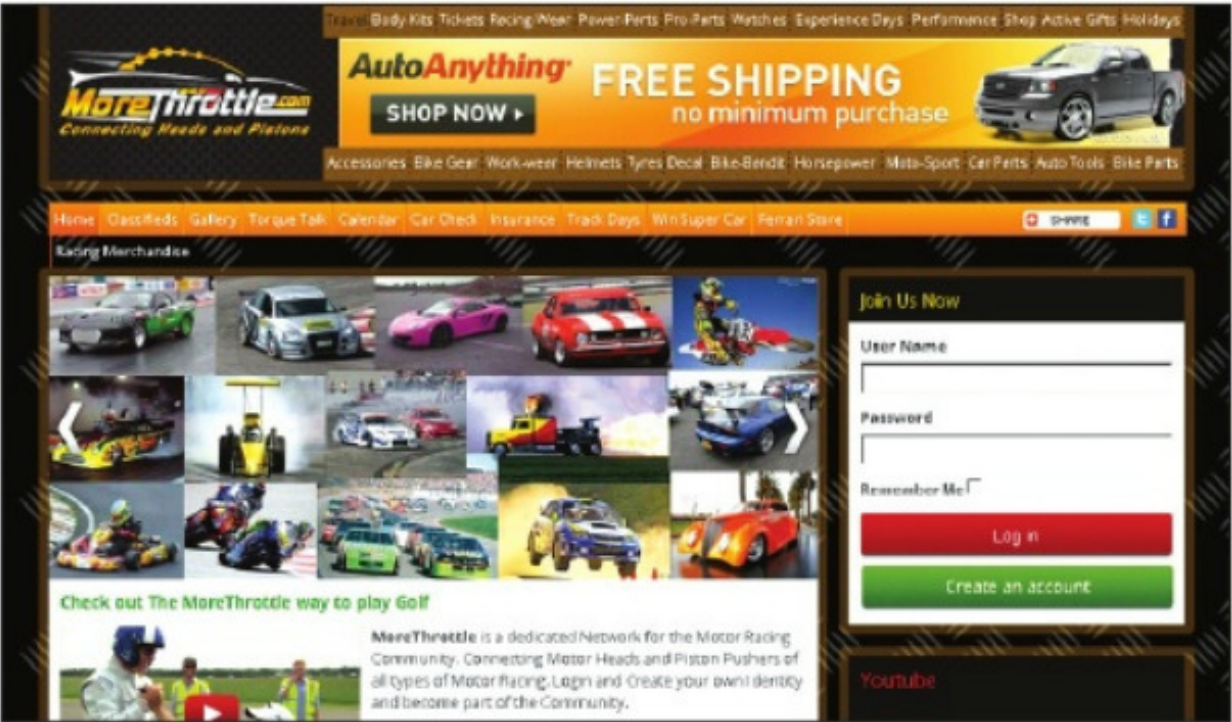 Travel Body Kits Tickets Racing Wear Power-Parts Pro-Parts Watches Experience Days Performance Shop Active Gifts Holidays
MoreThrottle.com
Connecting Heads and Pistons
AutoAnything
SHOP NOW
FREE SHIPPING
no minimum purchase
Accessories Bike Gear Work-wear Helmets Tyres Decal Bike-Bandit Horsepower Moto-Sport Car Parts Auto Tools Bike Parts
Home Classifieds Gallery Torque Talk Calendar Car Check Insurance Track Days Win Super Car Ferrari Store
SHARE
Racing Merchandise
Join Us Now
User Name
Password
Remember Me
Log in
Create an account
Check out The MoreThrottle way to play Golf
MoreThrottle is a dedicated Network for the Motor Racing
Community. Connecting Motor Heads and Piston Pushers of
all types of Motor Racing. Login and Create your own Identity
and become part of the Community.
Youtube